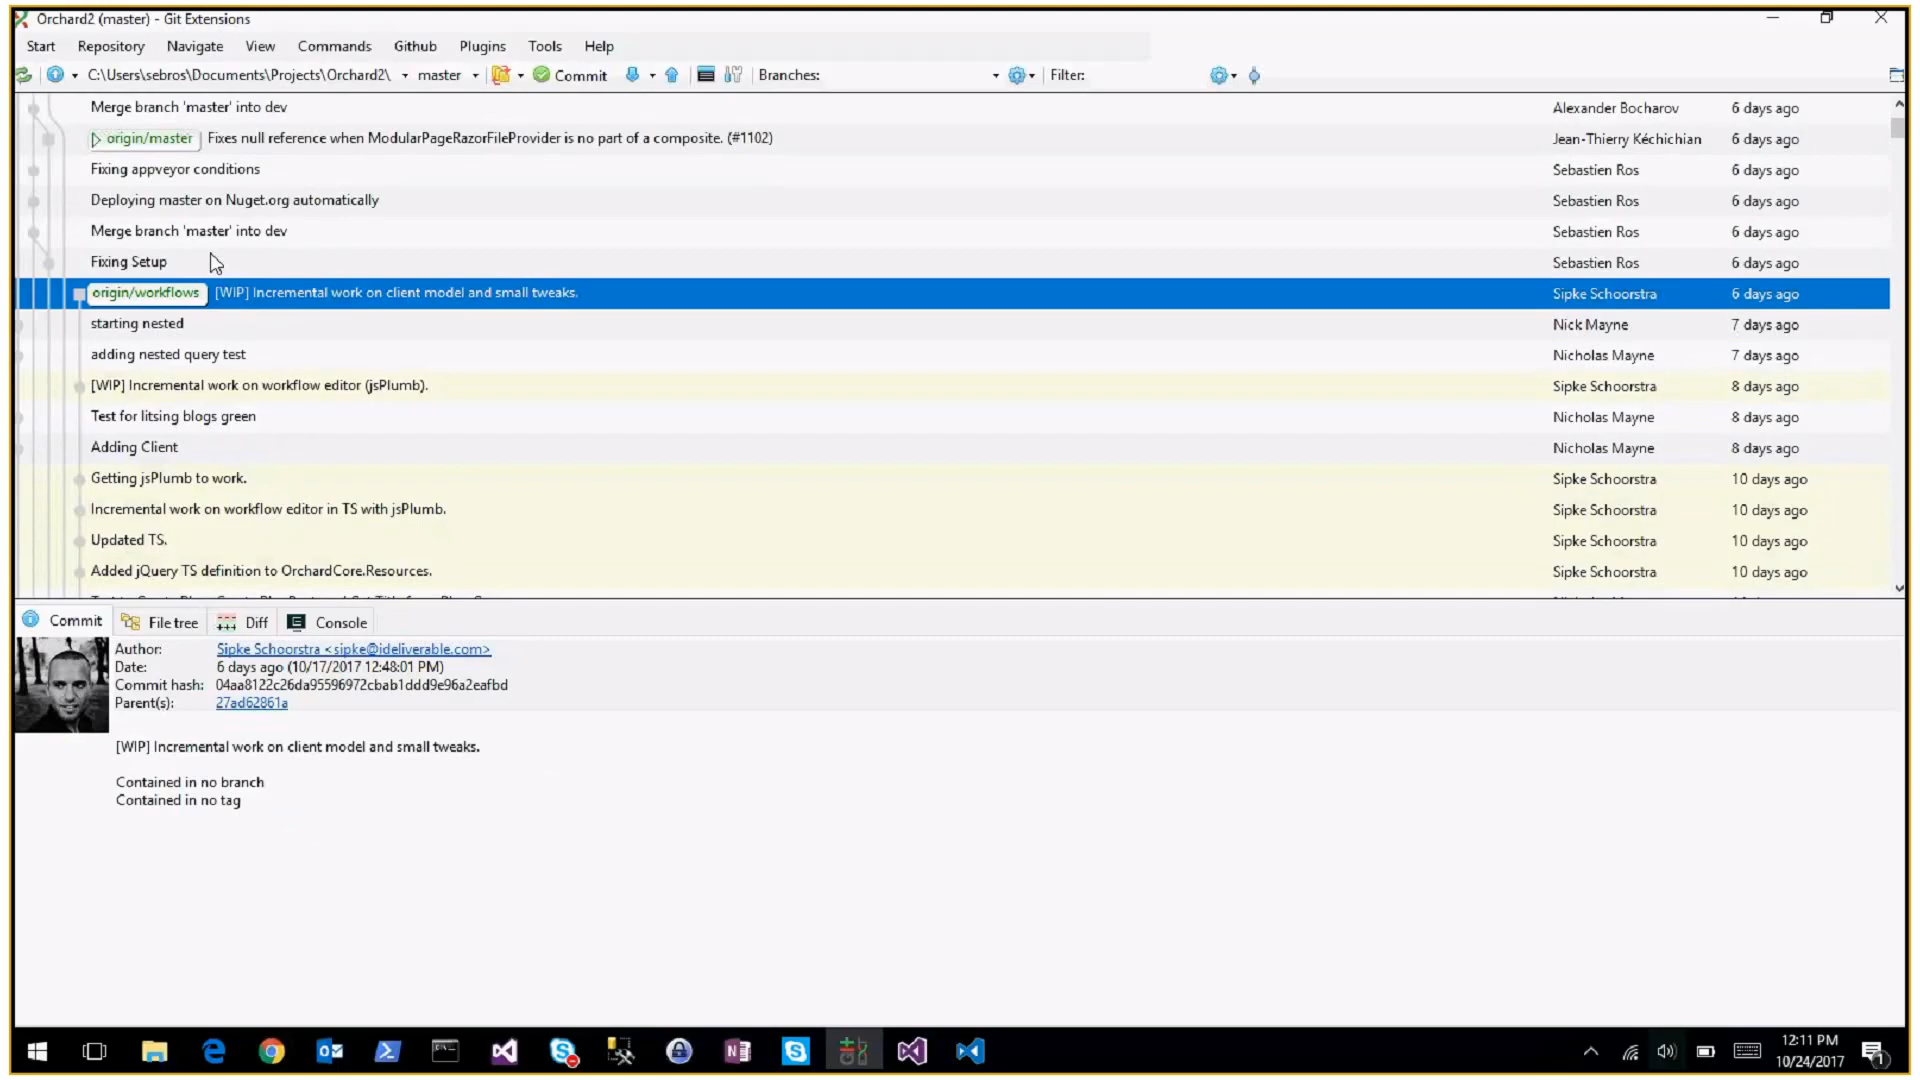 Orchard2 (master) - Git Extensions
Start Repository Navigate View Commands Github Plugins Tools Help
C:\Users\sebros\Documents\Projects\Orchard2\ master Commit Branches: Filter:
Merge branch 'master' into dev Alexander Bocharov 6 days ago
origin/master Fixes null reference when ModularPageRazorFileProvider is no part of a composite. (#1102) Jean-Thierry Kéchichian 6 days ago
Fixing appveyor conditions Sebastien Ros 6 days ago
Deploying master on Nuget.org automatically Sebastien Ros 6 days ago
Merge branch 'master' into dev Sebastien Ros 6 days ago
Fixing Setup Sebastien Ros 6 days ago
origin/workflows [WIP] Incremental work on client model and small tweaks. Sipke Schoorstra 6 days ago
starting nested Nick Mayne 7 days ago
adding nested query test Nicholas Mayne 7 days ago
[WIP] Incremental work on workflow editor (jsPlumb). Sipke Schoorstra 8 days ago
Test for litsing blogs green Nicholas Mayne 8 days ago
Adding Client Nicholas Mayne 8 days ago
Getting jsPlumb to work. Sipke Schoorstra 10 days ago
Incremental work on workflow editor in TS with jsPlumb. Sipke Schoorstra 10 days ago
Updated TS. Sipke Schoorstra 10 days ago
Added jQuery TS definition to OrchardCore.Resources. Sipke Schoorstra 10 days ago
Commit File tree Diff Console
Author: Sipke Schoorstra <sipke@ideliverable.com>
Date: 6 days ago (10/17/2017 12:48:01 PM)
Commit hash: 04aa8122c26da95596972cbab1ddd9e96a2eafbd
Parent(s): 27ad62861a
[WIP] Incremental work on client model and small tweaks.
Contained in no branch
Contained in no tag
12:11 PM
10/24/2017